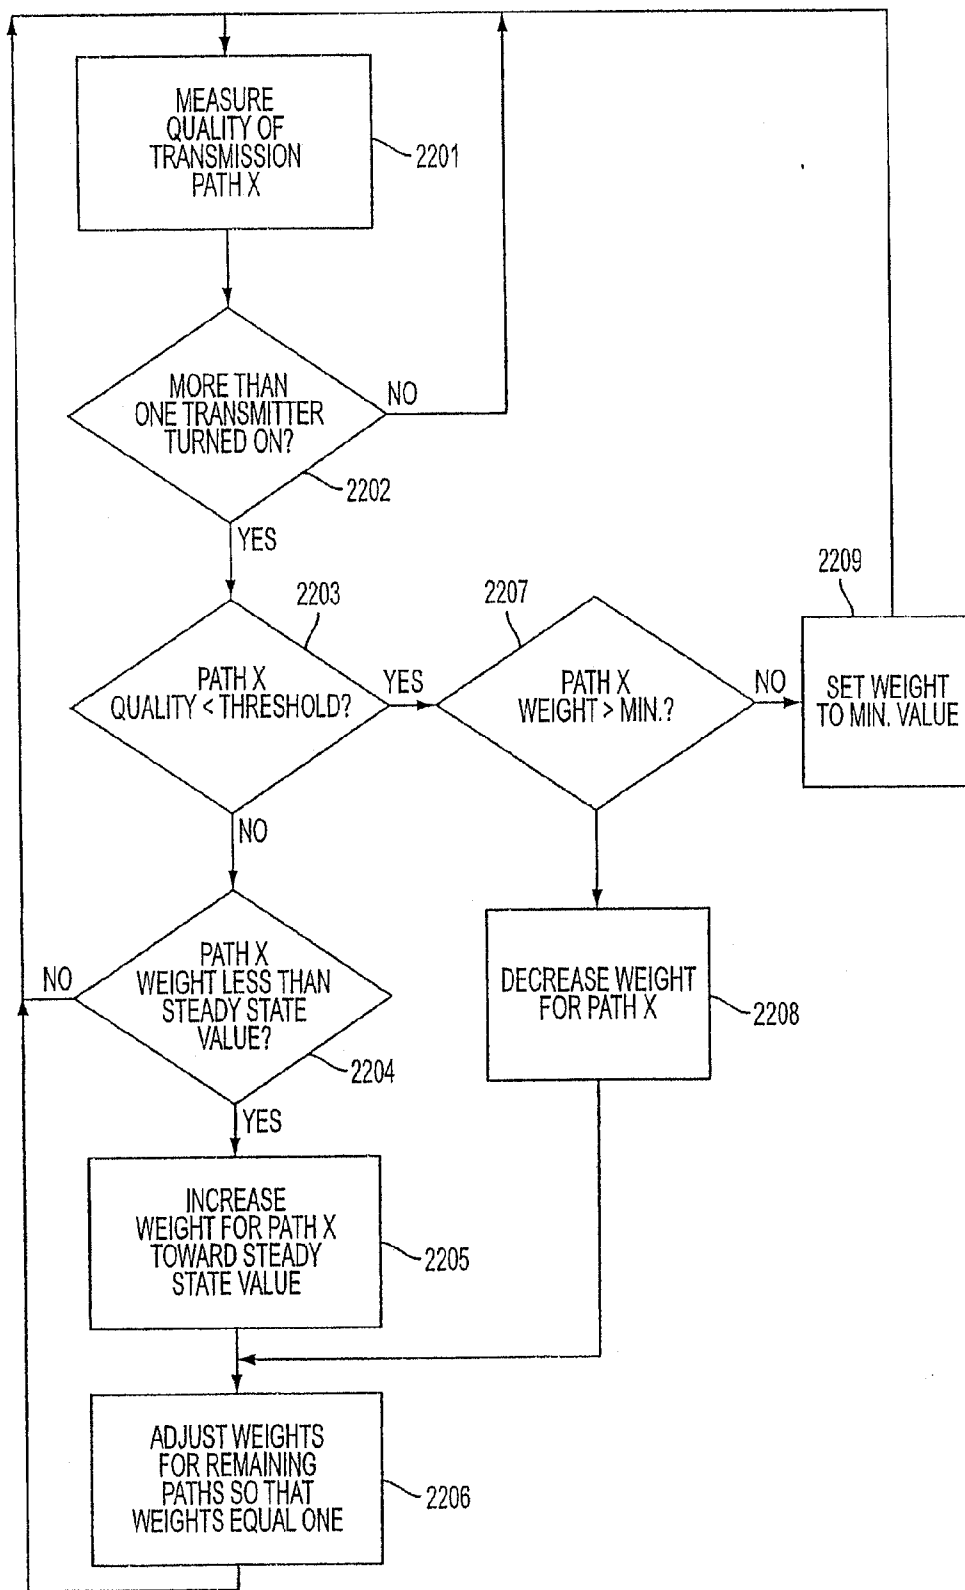 MEASURE
QUALITY OF
TRANSMISSION
PATH X
2201
MORE THAN
ONE TRANSMITTER
TURNED ON?
NO
2202
YES
2203
PATH X
QUALITY < THRESHOLD?
YES
2207
PATH X
WEIGHT > MIN.?
NO
2209
SET WEIGHT
TO MIN. VALUE
NO
PATH X
WEIGHT LESS THAN
STEADY STATE
VALUE?
NO
2204
YES
DECREASE WEIGHT
FOR PATH X
2208
INCREASE
WEIGHT FOR PATH X
TOWARD STEADY
STATE VALUE
2205
ADJUST WEIGHTS
FOR REMAINING
PATHS SO THAT
WEIGHTS EQUAL ONE
2206